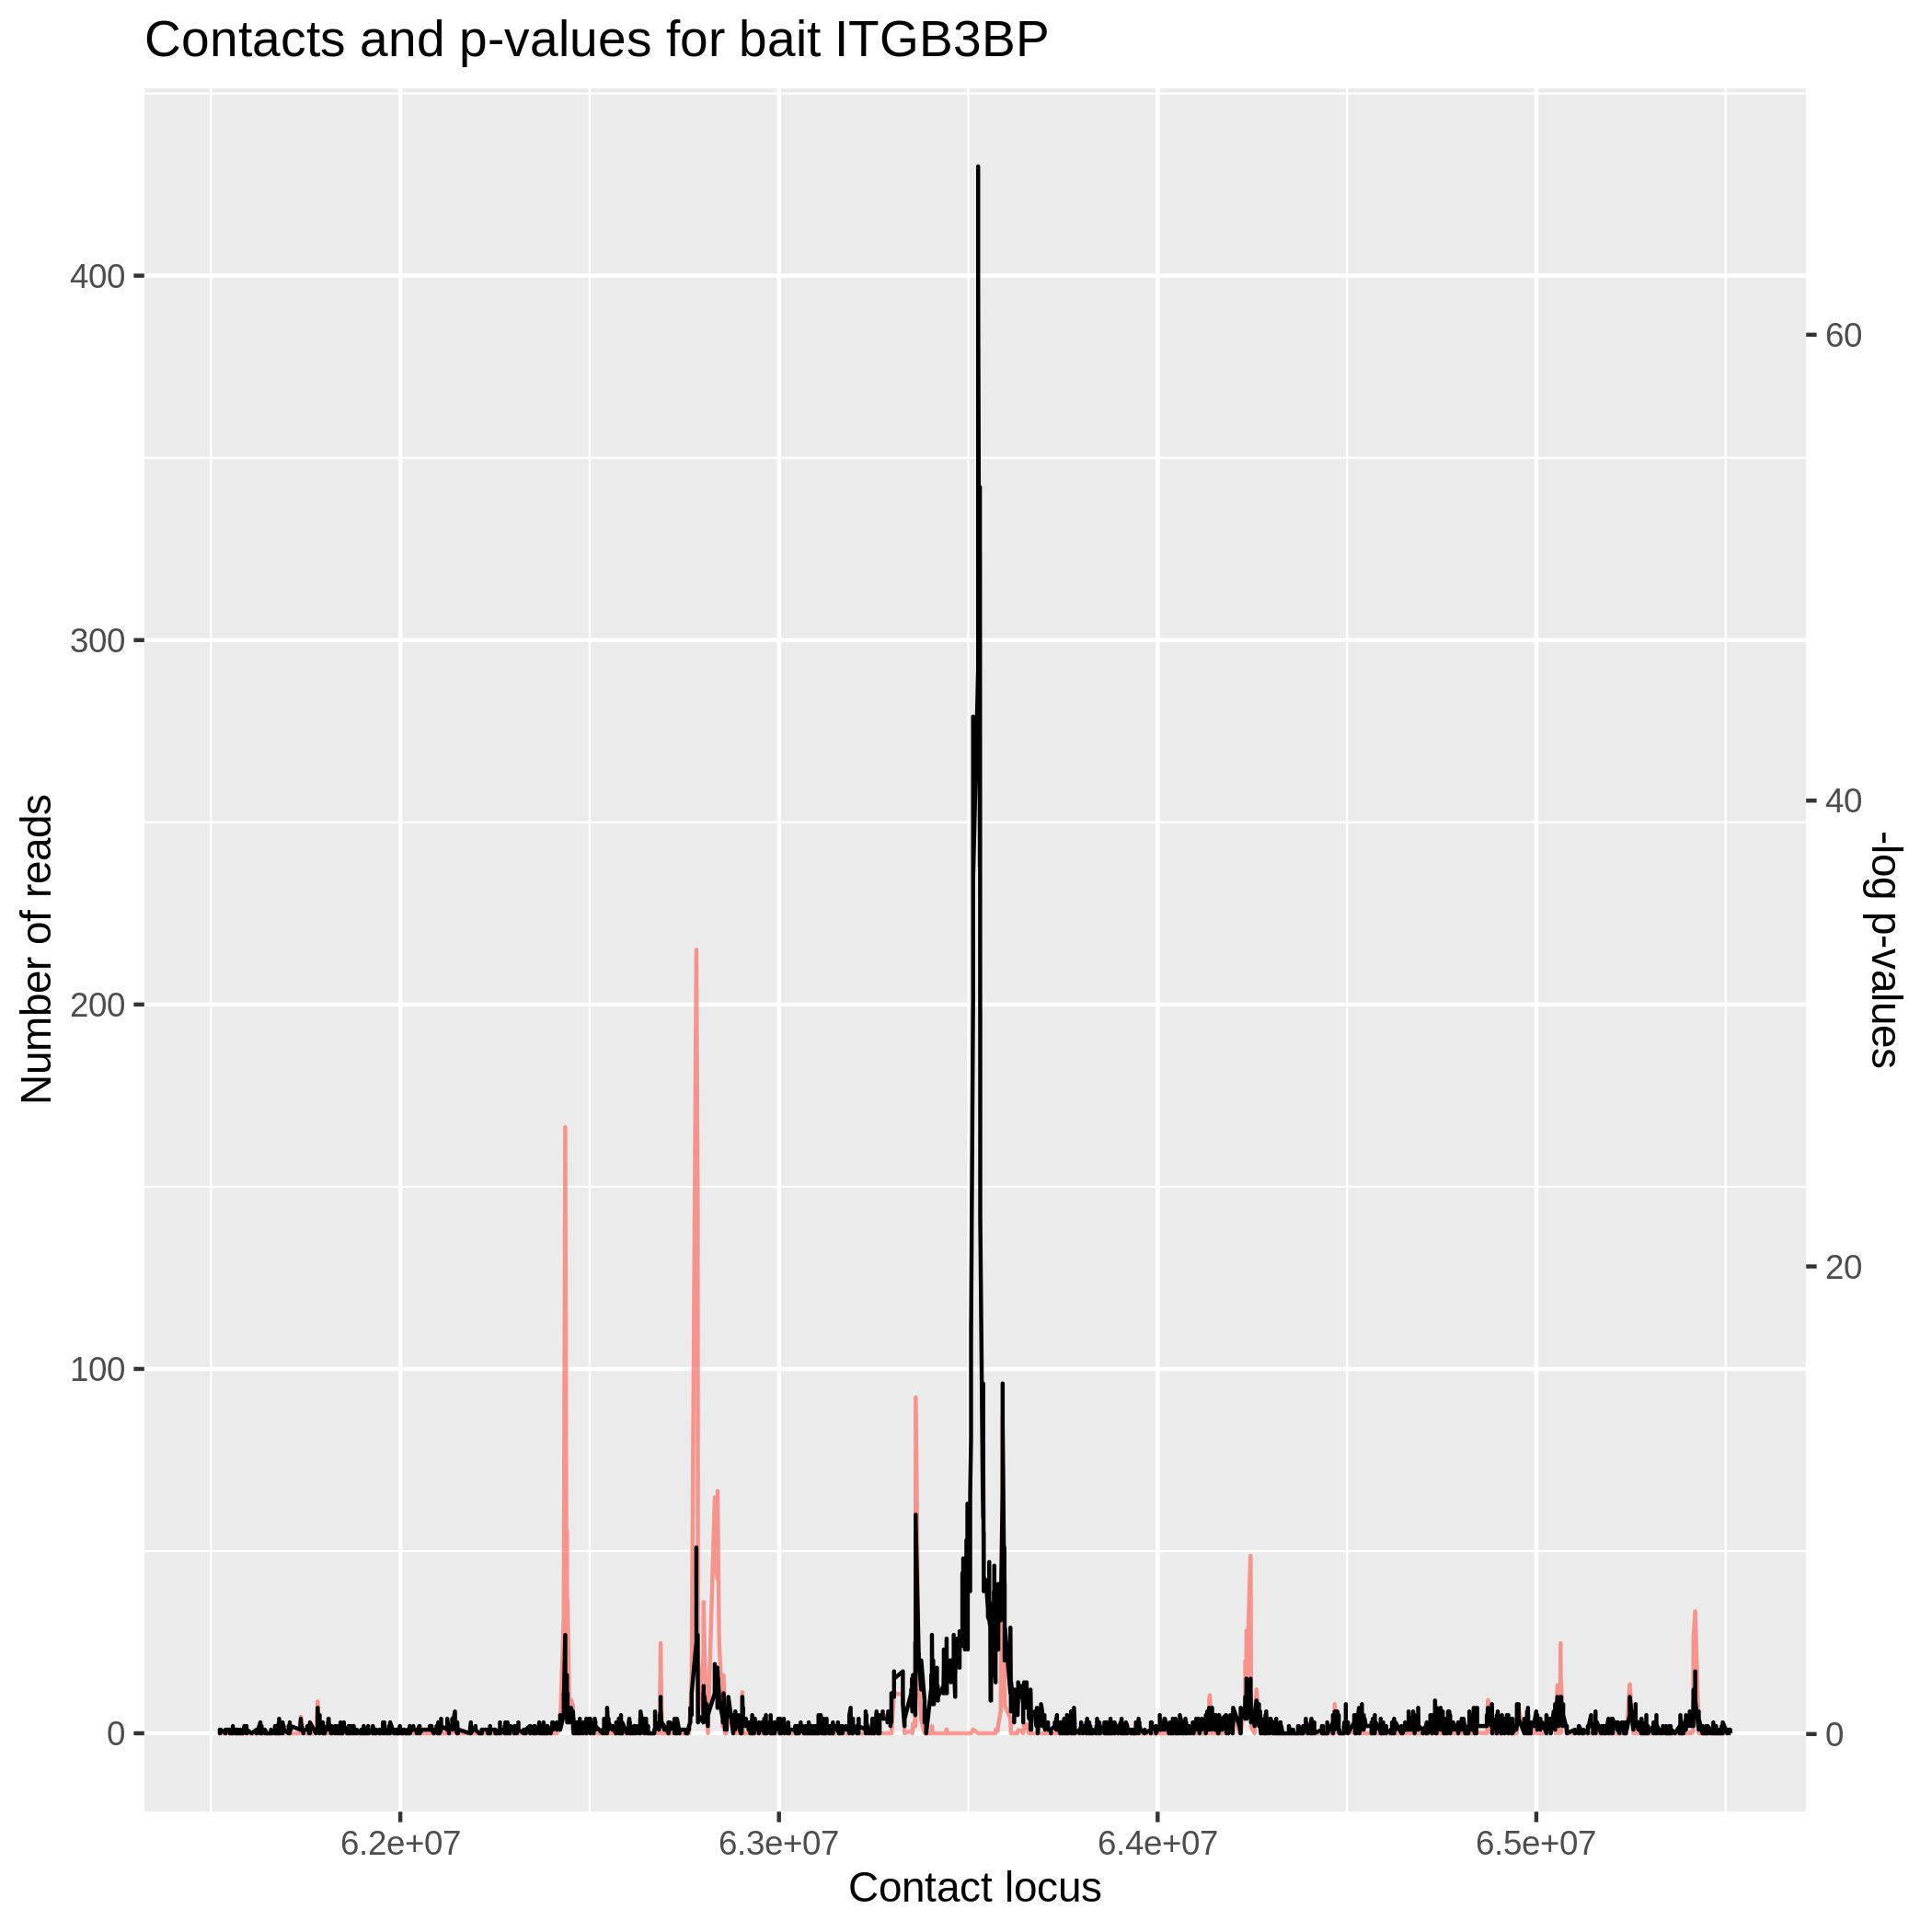 Contacts and p-values for bait ITGB3BP
Number of reads
400
300
200
100
0
60
40
20
0
-log p-values
6.2e+07 6.3e+07 6.4e+07 6.5e+07
Contact locus